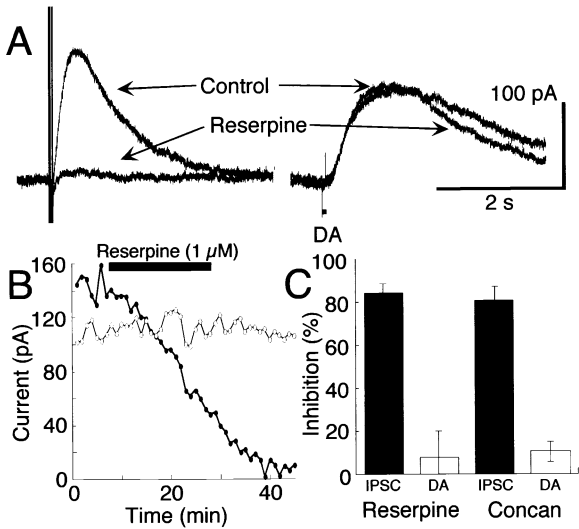 A
Control
Reserpine
100 pA
2 s
DA
B
Reserpine (1 µM)
Current (pA)
160
120
80
40
0
0
20
40
Time (min)
C
Inhibition (%)
100
80
60
40
20
0
IPSC DA IPSC DA
Reserpine Concan